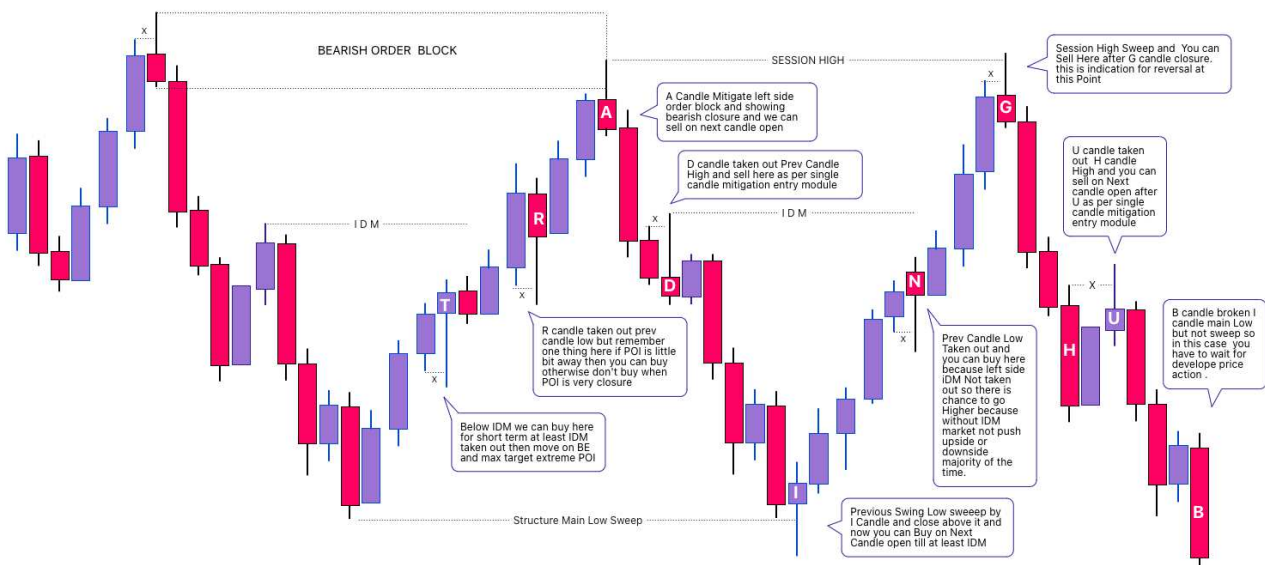 x
BEARISH ORDER BLOCK
SESSION HIGH
x
Session High Sweep and You can
Sell Here after G candle closure.
this is indication for reversal at
this Point
A
A Candle Mitigate left side
order block and showing
bearish closure and we can
sell on next candle open
G
U candle taken
out H candle
High and you can
sell on Next
candle open after
U as per single
candle mitigation
entry module
D candle taken out Prev Candle
High and sell here as per single
candle mitigation entry module
R
I D M
x
I D M
D
N
x
T
x
x
x
H
U
R candle taken out prev
candle low but remember
one thing here if POI is little
bit away then you can buy
otherwise don't buy when
POI is very closure
Prev Candle Low
Taken out and
you can buy here
because left side
iDM Not taken
out so there is
chance to go
Higher because
without IDM
market not push
upside or
downside
majority of the
time.
B candle broken I
candle main Low
but not sweep so
in this case you
have to wait for
develope price
action .
Below IDM we can buy here
for short term at least IDM
taken out then move on BE
and max target extreme POI
I
Structure Main Low Sweep
Previous Swing Low sweeep by
I Candle and close above it and
now you can Buy on Next
Candle open till at least IDM
B